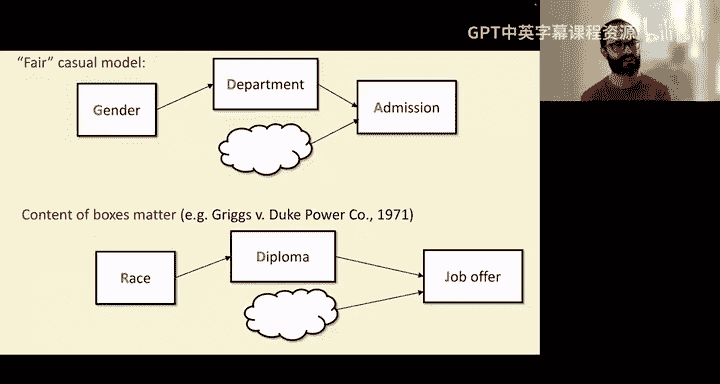 GPT中英字幕课程资源
"Fair" casual model:
Gender
Department
Admission
Content of boxes matter (e.g. Griggs v. Duke Power Co., 1971)
Race
Diploma
Job offer